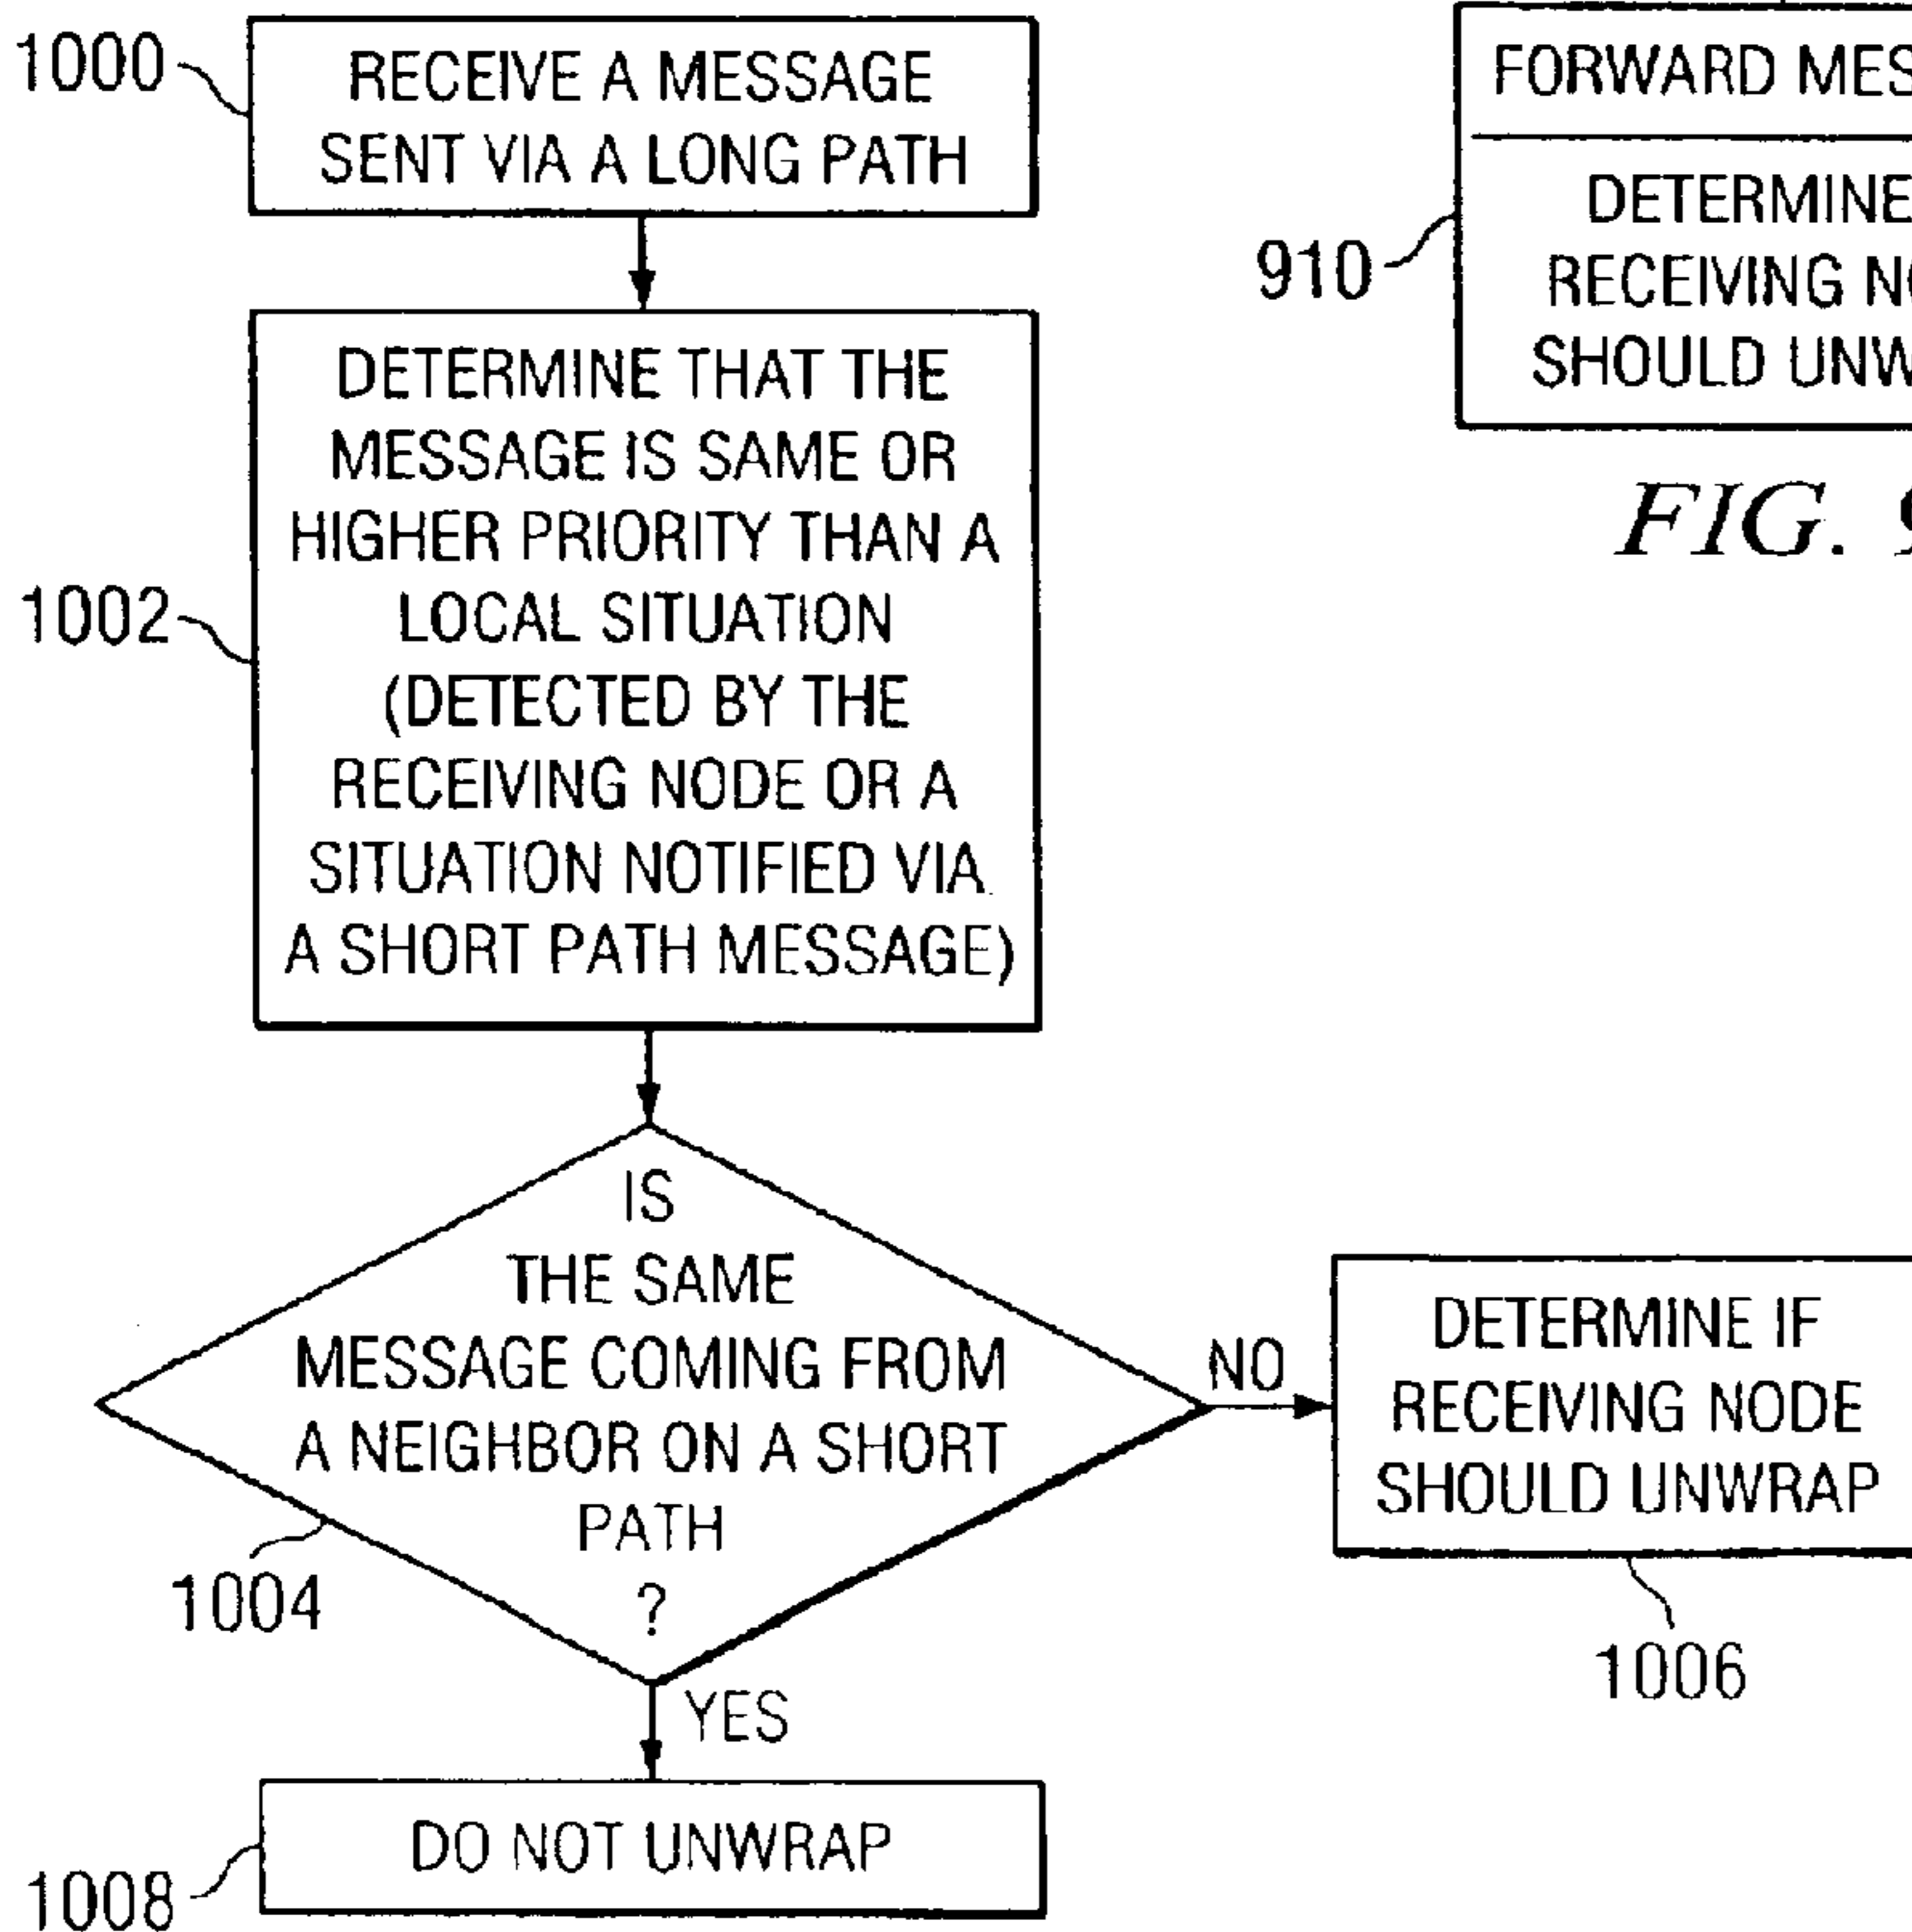 1000
RECEIVE A MESSAGE
SENT VIA A LONG PATH
1002
DETERMINE THAT THE
MESSAGE IS SAME OR
HIGHER PRIORITY THAN A
LOCAL SITUATION
(DETECTED BY THE
RECEIVING NODE OR A
SITUATION NOTIFIED VIA
A SHORT PATH MESSAGE)
IS
THE SAME
MESSAGE COMING FROM
A NEIGHBOR ON A SHORT
PATH
?
1004
NO
DETERMINE IF
RECEIVING NODE
SHOULD UNWRAP
1006
YES
DO NOT UNWRAP
1008
FORWARD
DETERMINE
910
RECEIVING
SHOULD
FIG. 9